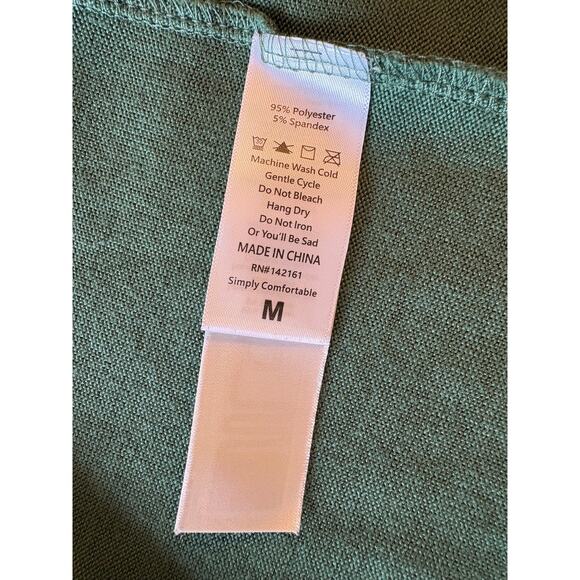 95% Polyester
5% Spandex
Machine Wash Cold
Gentle Cycle
Do Not Bleach
Hang Dry
Do Not Iron
Or You'll Be Sad
MADE IN CHINA
RN#142161
Simply Comfortable
M